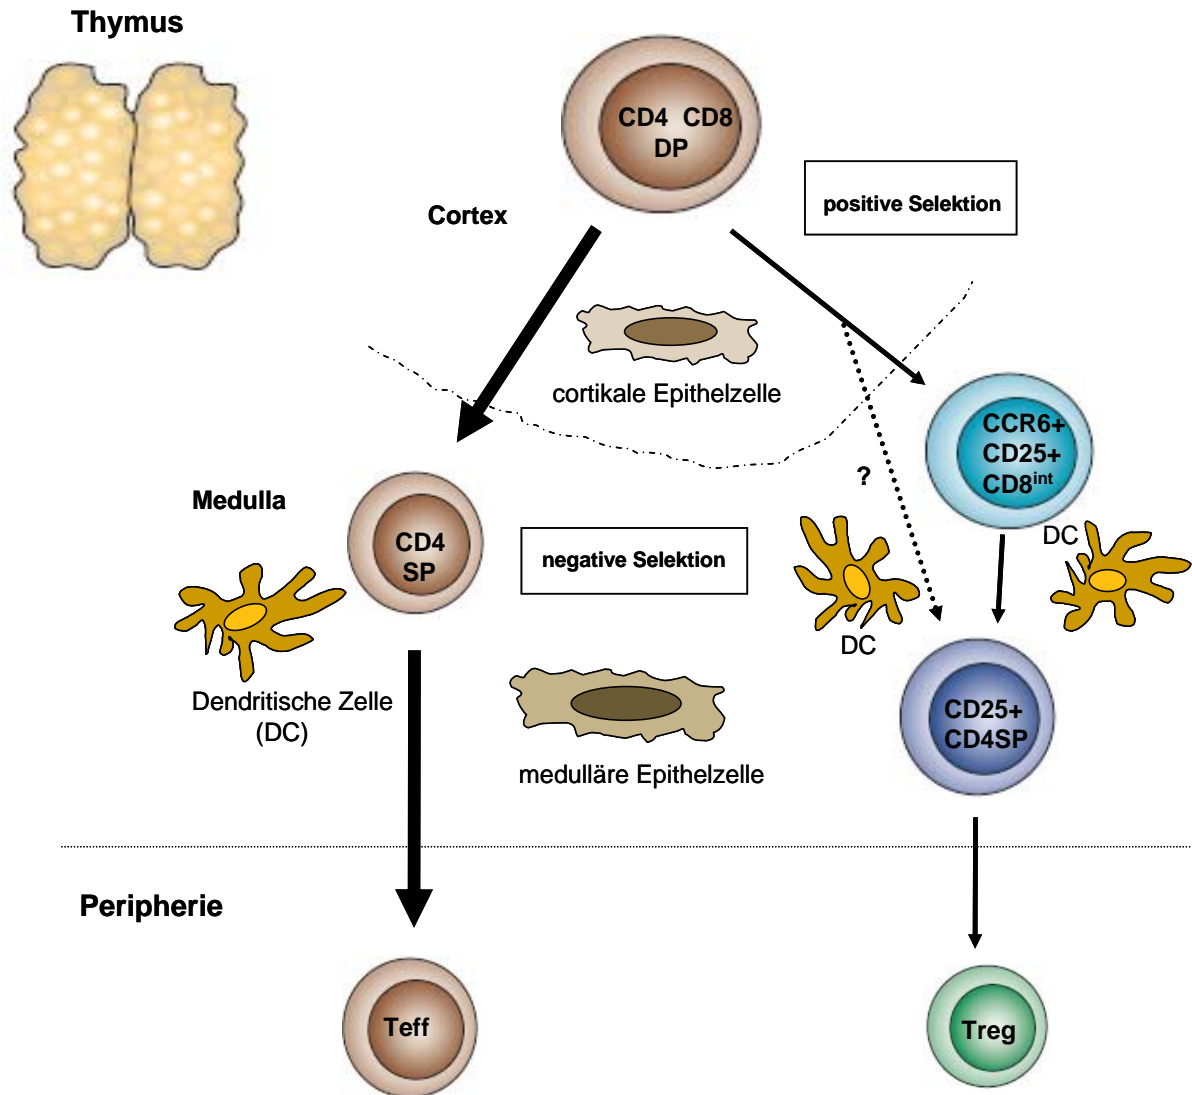 Thymus
CD4 CD8
DP
positive Selektion
Cortex
cortikale Epithelzelle
CCR6+
CD25+
CD8int
?
Medulla
CD4
SP
negative Selektion
DC
DC
Dendritische Zelle
(DC)
CD25+
CD4SP
medulläre Epithelzelle
Peripherie
Teff
Treg